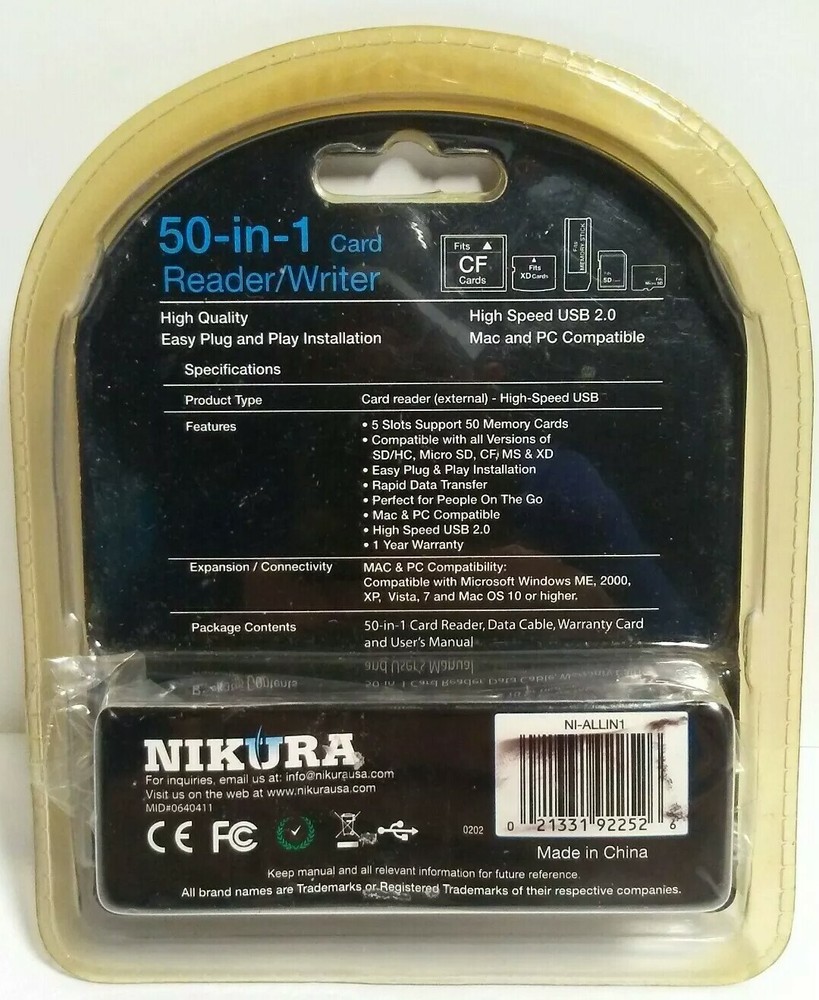 50-in-1 Card
Reader/Writer
Fits
CF
Cards
Fits
XD Cards
Fits
MEMORY STICK
Fits
SD
Fits
Micro SD
High Quality
High Speed USB 2.0
Easy Plug and Play Installation
Mac and PC Compatible
Specifications
Product Type
Card reader (external) - High-Speed USB
Features
• 5 Slots Support 50 Memory Cards
• Compatible with all Versions of
SD/HC, Micro SD, CF, MS & XD
• Easy Plug & Play Installation
• Rapid Data Transfer
• Perfect for People On The Go
• Mac & PC Compatible
• High Speed USB 2.0
• 1 Year Warranty
Expansion / Connectivity
MAC & PC Compatibility:
Compatible with Microsoft Windows ME, 2000,
XP, Vista, 7 and Mac OS 10 or higher.
Package Contents
50-in-1 Card Reader, Data Cable, Warranty Card
and User's Manual
NIKURA
For inquiries, email us at: info@nikurausa.com
Visit us on the web at www.nikurausa.com
MID#0640411
CE FC
0202
NI-ALLIN1
0 21331 92252 6
Made in China
Keep manual and all relevant information for future reference.
All brand names are Trademarks or Registered Trademarks of their respective companies.